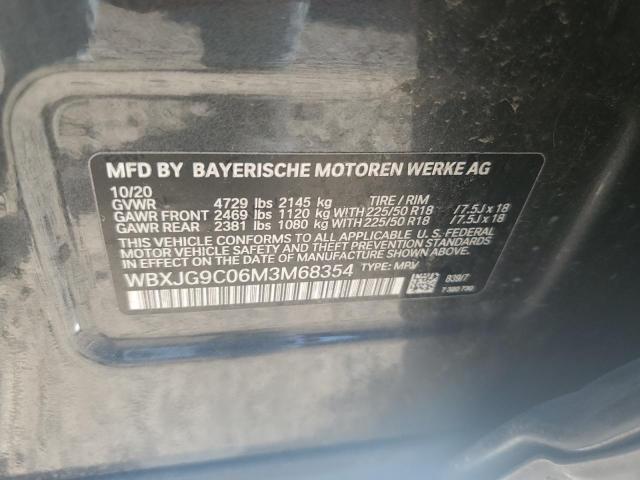 MFD BY BAYERISCHE MOTOREN WERKE AG
10/20
GVWR 4729 lbs 2145 kg TIRE / RIM
GAWR FRONT 2469 lbs 1120 kg WITH 225/50 R18 / 7.5J x 18
GAWR REAR 2381 lbs 1080 kg WITH 225/50 R18 / 7.5J x 18
THIS VEHICLE CONFORMS TO ALL APPLICABLE U. S. FEDERAL
MOTOR VEHICLE SAFETY, BUMPER, AND THEFT PREVENTION
STANDARDS IN EFFECT ON THE DATE OF MANUFACTURE SHOWN ABOVE.
WBXJG9C06M3M68354 TYPE: MPV